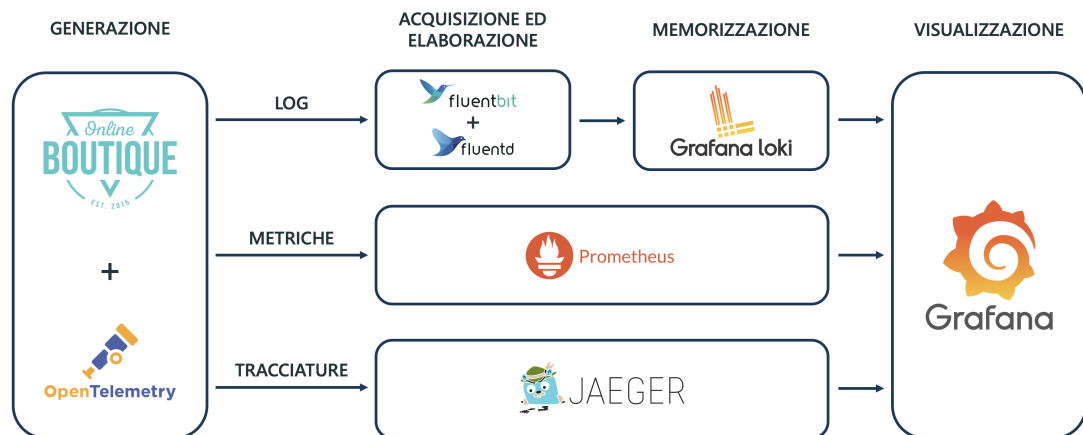 GENERAZIONE
ACQUISIZIONE ED
ELABORAZIONE
MEMORIZZAZIONE
VISUALIZZAZIONE
Online
BOUTIQUE
EST. 2015
+
OpenTelemetry
LOG
fluentbit
+
fluentd
Grafana loki
METRICHE
Prometheus
TRACCIATURE
JAEGER
Grafana